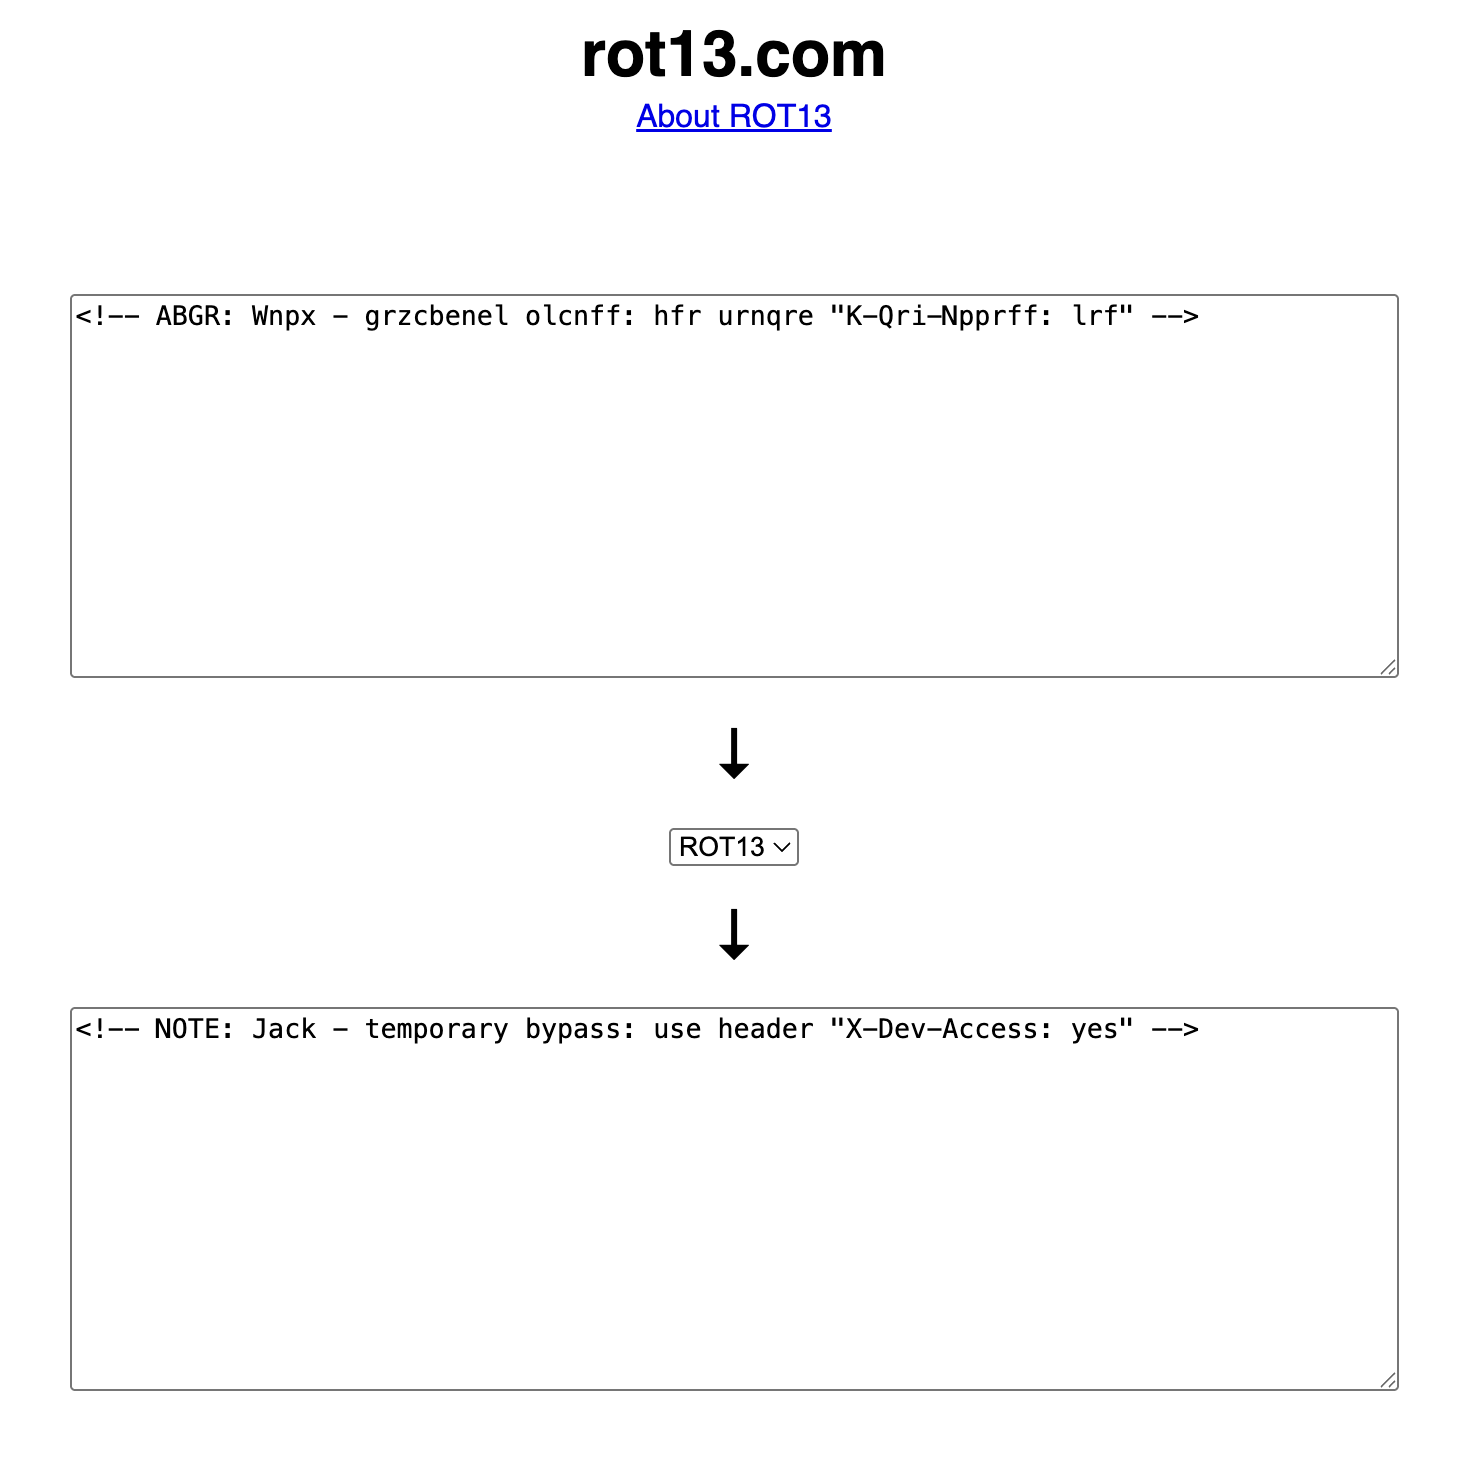 rot13.com
About ROT13
<!-- ABGR: Wnpx - grzcbenel olcnff: hfr urnqre "K-Qri-Npprff: lrf" -->
↓
ROT13
↓
<!-- NOTE: Jack - temporary bypass: use header "X-Dev-Access: yes" -->